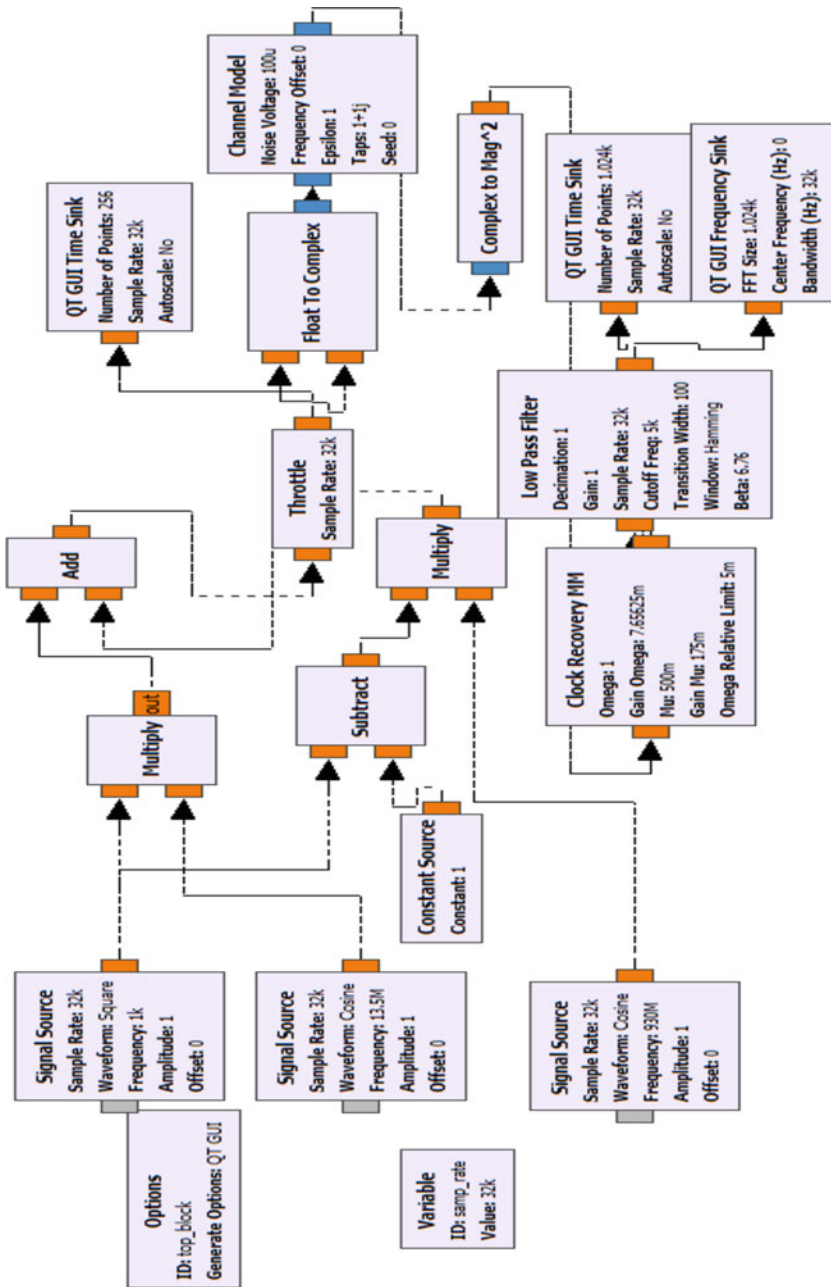 Options
ID: top_block
Generate Options: QT GUI
Variable
ID: samp_rate
Value: 32k
Signal Source
Sample Rate: 32k
Waveform: Square
Frequency: 1k
Amplitude: 1
Offset: 0
Signal Source
Sample Rate: 32k
Waveform: Cosine
Frequency: 13.5M
Amplitude: 1
Offset: 0
Signal Source
Sample Rate: 32k
Waveform: Cosine
Frequency: 930M
Amplitude: 1
Offset: 0
Constant Source
Constant: 1
Multiply
out
Subtract
Add
Multiply
Throttle
Sample Rate: 32k
QT GUI Time Sink
Number of Points: 256
Sample Rate: 32k
Autoscale: No
Float To Complex
Channel Model
Noise Voltage: 100u
Frequency Offset: 0
Epsilon: 1
Taps: 1+1j
Seed: 0
Complex to Mag^2
Clock Recovery MM
Omega: 1
Gain Omega: 7.65625m
Mu: 500m
Gain Mu: 175m
Omega Relative Limit: 5m
Low Pass Filter
Decimation: 1
Gain: 1
Sample Rate: 32k
Cutoff Freq: 5k
Transition Width: 100
Window: Hamming
Beta: 6.76
QT GUI Time Sink
Number of Points: 1.024k
Sample Rate: 32k
Autoscale: No
QT GUI Frequency Sink
FFT Size: 1.024k
Center Frequency (Hz): 0
Bandwidth (Hz): 32k